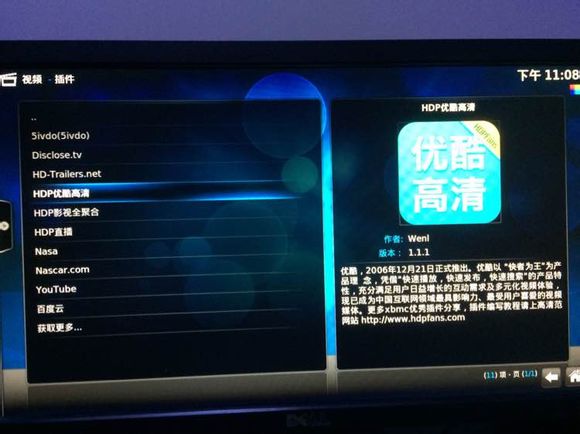 视频 - 插件
下午 11:08
..
5ivdo(5ivdo)
Disclose.tv
HD-Trailers.net
HDP优酷高清
HDP影视全聚合
HDP直播
Nasa
Nascar.com
YouTube
百度云
获取更多...
HDP优酷高清
HDPfans
优酷
高清
作者: Wenl
版本: 1.1.1
优酷，2006年12月21日正式推出。优酷以 “快者为王”为产
品理 念，凭借“快速播放，快速发布，快速搜索”的产品特
性，充分满足用户日益增长的互动需求及多元化视频体验，
现已成为中国互联网领域最具影响力、最受用户喜爱的视频
媒体。更多xbmc优秀插件分享，插件编写教程请上高清范
网站 http://www.hdpfans.com
(11) 项 - 页 (1/1)
DELL